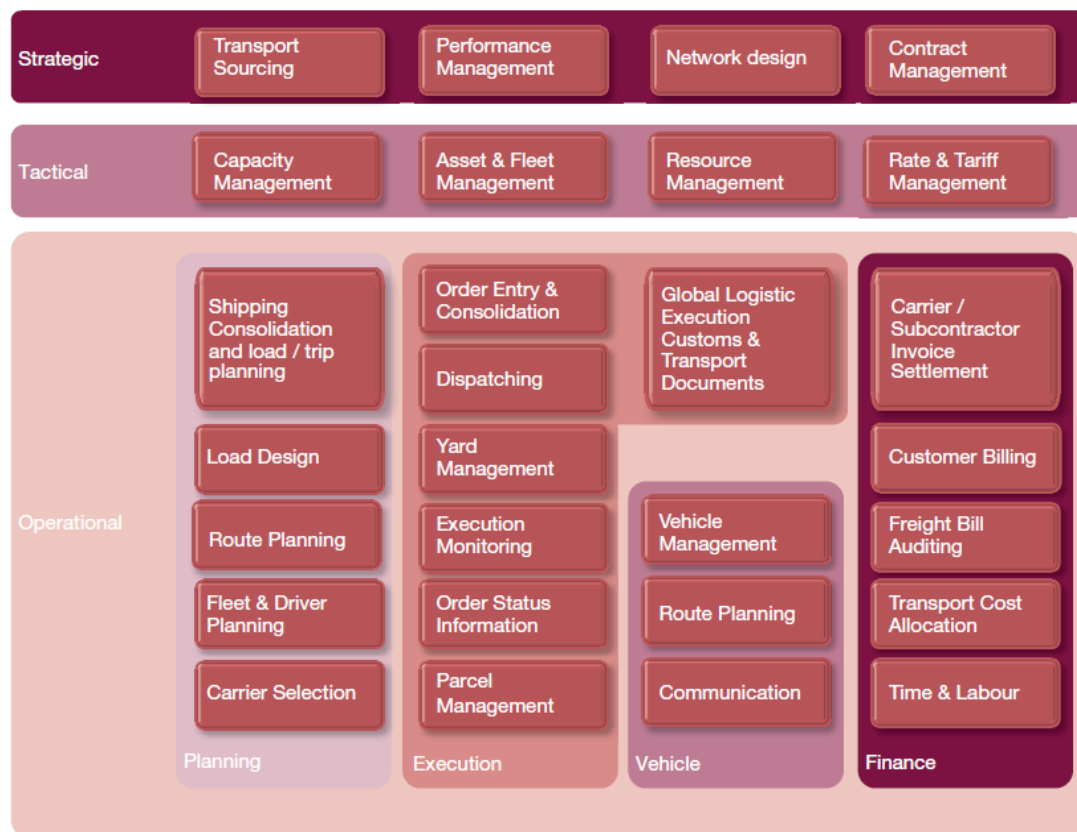 Strategic
Transport
Sourcing
Performance
Management
Network design
Contract
Management
Tactical
Capacity
Management
Asset & Fleet
Management
Resource
Management
Rate & Tariff
Management
Operational
Shipping
Consolidation
and load / trip
planning
Load Design
Route Planning
Fleet & Driver
Planning
Carrier Selection
Planning
Order Entry &
Consolidation
Dispatching
Yard
Management
Execution
Monitoring
Order Status
Information
Parcel
Management
Execution
Global Logistic
Execution
Customs &
Transport
Documents
Vehicle
Management
Route Planning
Communication
Vehicle
Carrier /
Subcontractor
Invoice
Settlement
Customer Billing
Freight Bill
Auditing
Transport Cost
Allocation
Time & Labour
Finance